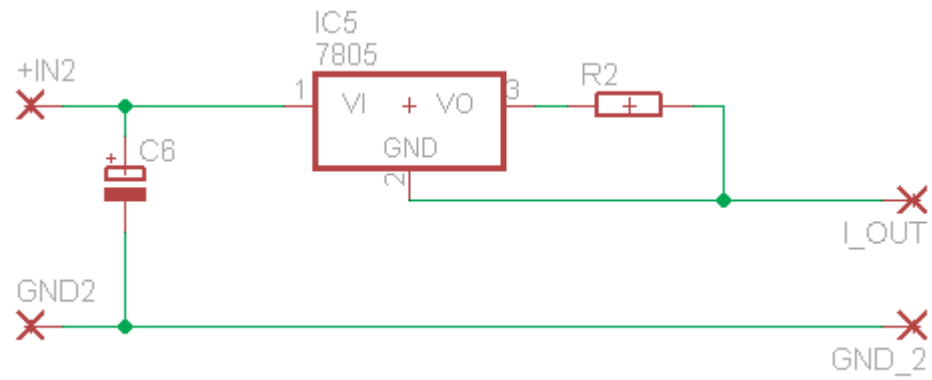 IC5
7805
+IN2
1
VI
VO
3
R2
GND
2
C6
I_OUT
GND2
GND_2